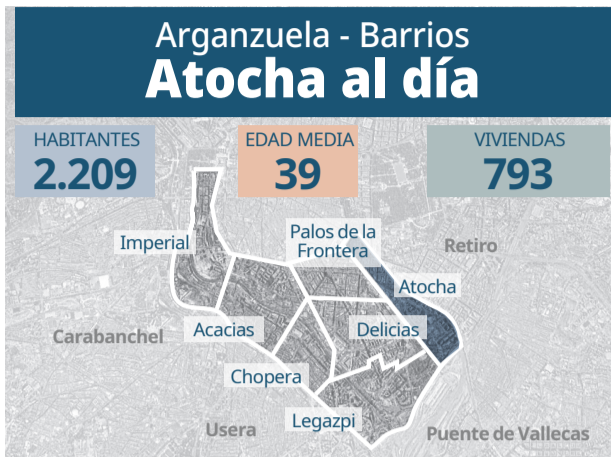 Arganzuela - Barrios
Atocha al día
HABITANTES
2.209
EDAD MEDIA
39
VIVIENDAS
793
Imperial
Palos de la
Frontera
Retiro
Atocha
Acacias
Delicias
Carabanchel
Chopera
Legazpi
Usera
Puente de Vallecas